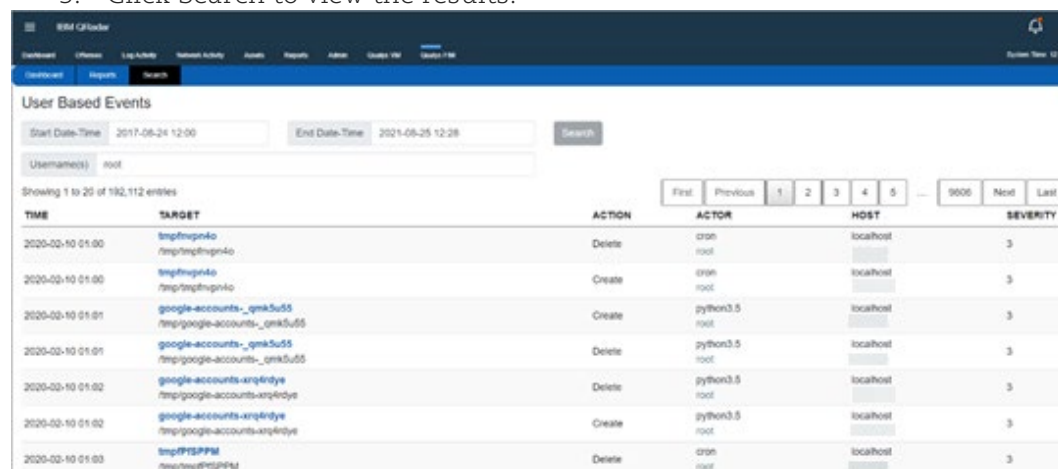 3. Click Search to view the results.
IBM QRadar
Dashboard Offenses Log Activity Network Activity Assets Reports Admin Qualys VM Qualys FIM System Time: 12
Dashboard Reports Search
User Based Events
Start Date-Time 2017-08-24 12:00 End Date-Time 2021-08-25 12:28 Search
Username(s) root
Showing 1 to 20 of 192,112 entries First Previous 1 2 3 4 5 ... 9606 Next Last
TIME TARGET ACTION ACTOR HOST SEVERITY
2020-02-10 01:00 tmpfnvpn4o Delete cron localhost 3
/tmp/tmpfnvpn4o root
2020-02-10 01:00 tmpfnvpn4o Create cron localhost 3
/tmp/tmpfnvpn4o root
2020-02-10 01:01 google-accounts-_qmk5u55 Create python3.5 localhost 3
/tmp/google-accounts-_qmk5u55 root
2020-02-10 01:01 google-accounts-_qmk5u55 Delete python3.5 localhost 3
/tmp/google-accounts-_qmk5u55 root
2020-02-10 01:02 google-accounts-xrq4rdye Delete python3.5 localhost 3
/tmp/google-accounts-xrq4rdye root
2020-02-10 01:02 google-accounts-xrq4rdye Create python3.5 localhost 3
/tmp/google-accounts-xrq4rdye root
2020-02-10 01:03 tmpfPfSPPM Delete cron localhost 3
/tmp/tmpfPfSPPM root